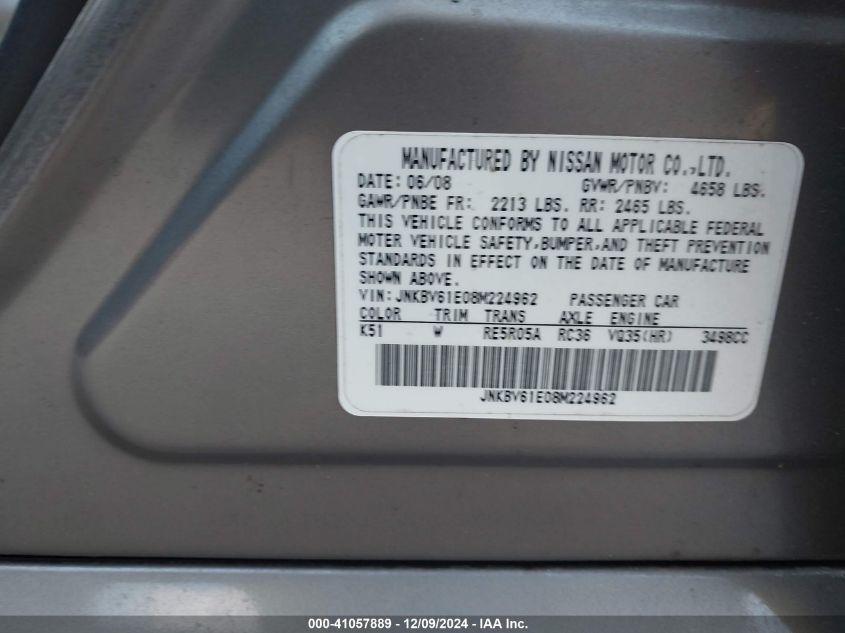 MANUFACTURED BY NISSAN MOTOR CO.,LTD.
DATE: 06/08 GVWR/PNBV: 4658 LBS.
GAWR/PNBE FR: 2213 LBS. RR: 2465 LBS.
THIS VEHICLE CONFORMS TO ALL APPLICABLE FEDERAL
MOTER VEHICLE SAFETY,BUMPER,AND THEFT PREVENTION
STANDARDS IN EFFECT ON THE DATE OF MANUFACTURE
SHOWN ABOVE.
VIN: JNKBV61E08M224962 PASSENGER CAR
COLOR TRIM TRANS AXLE ENGINE
K51 W RE5R05A RC36 VQ35(HR) 3498CC
JNKBV61E08M224962
000-41057889 - 12/09/2024 - IAA Inc.